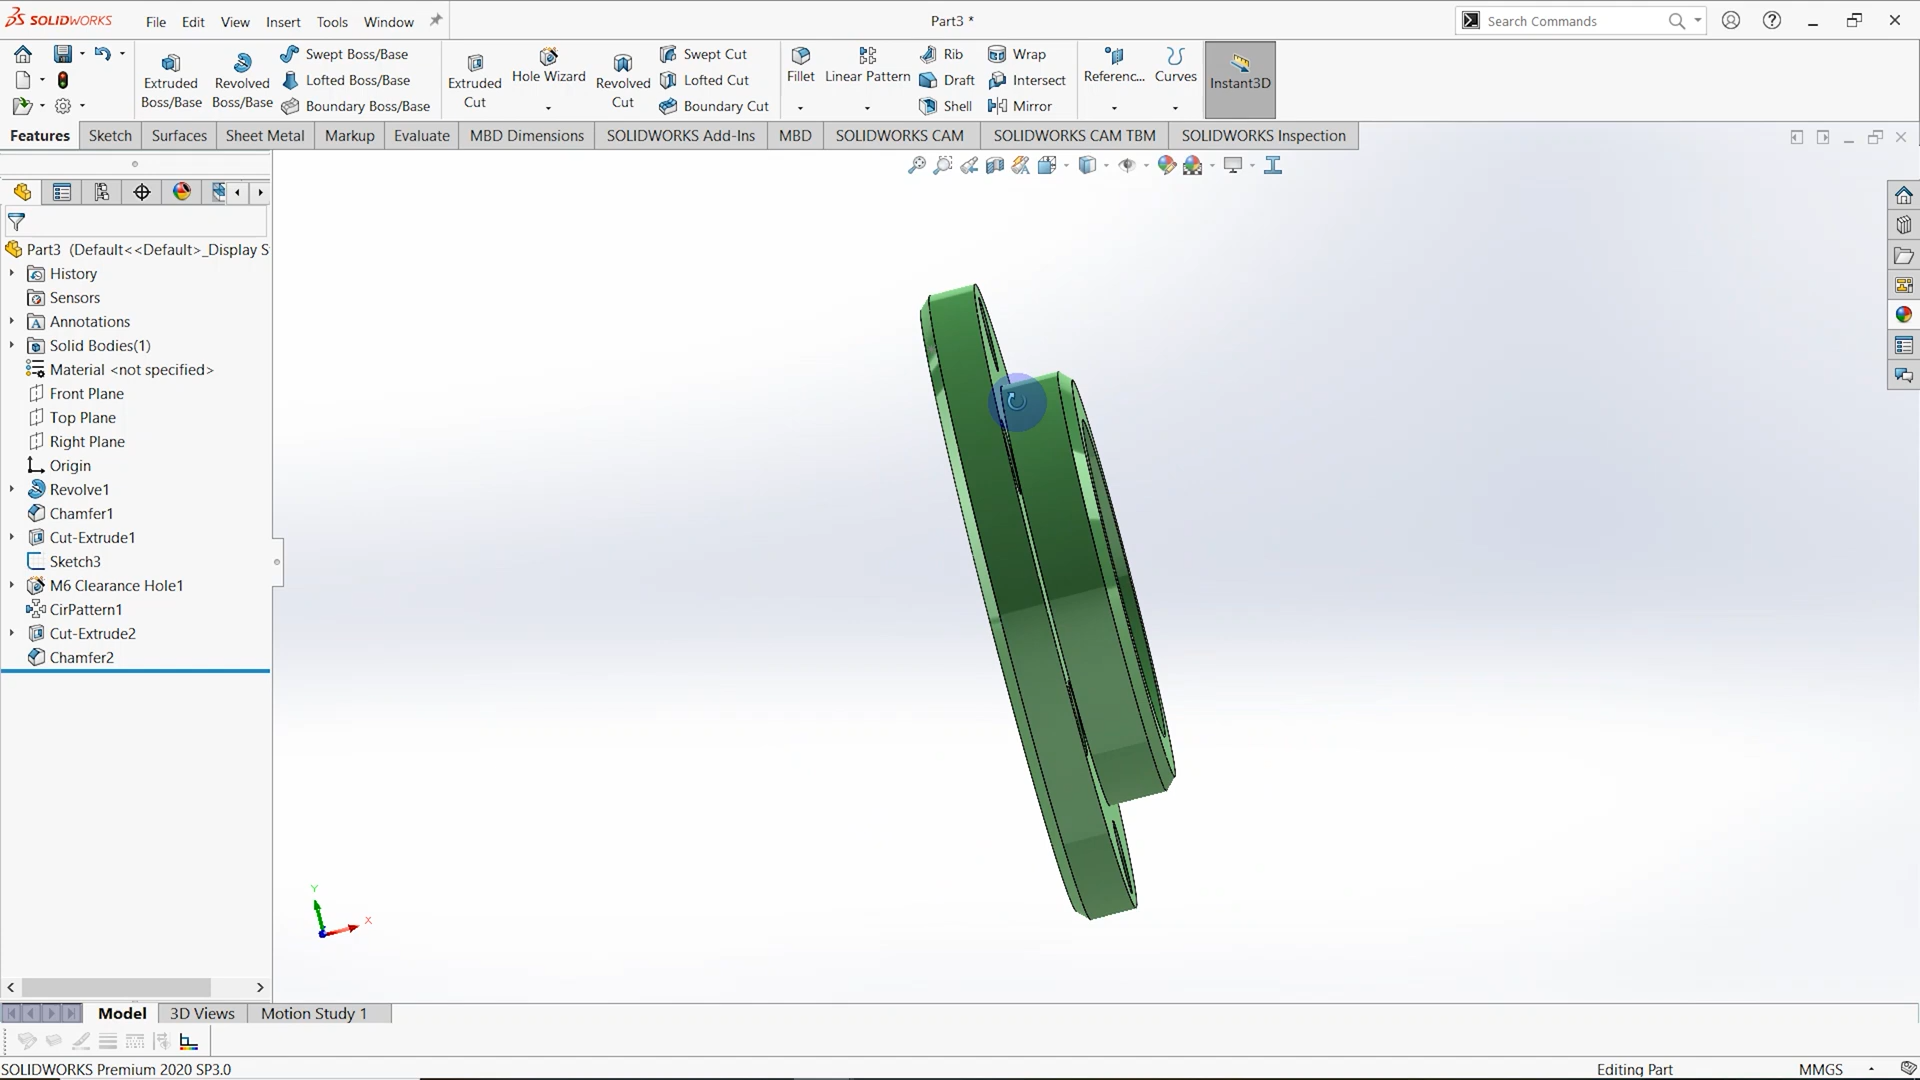 SOLIDWORKS
File Edit View Insert Tools Window
Part3 *
Search Commands
Extruded Boss/Base
Revolved Boss/Base
Swept Boss/Base
Lofted Boss/Base
Boundary Boss/Base
Extruded Cut
Hole Wizard
Revolved Cut
Swept Cut
Lofted Cut
Boundary Cut
Fillet
Linear Pattern
Rib
Draft
Shell
Wrap
Intersect
Mirror
Referenc...
Curves
Instant3D
Features Sketch Surfaces Sheet Metal Markup Evaluate MBD Dimensions SOLIDWORKS Add-Ins MBD SOLIDWORKS CAM SOLIDWORKS CAM TBM SOLIDWORKS Inspection
Part3 (Default<<Default>_Display S
History
Sensors
Annotations
Solid Bodies(1)
Material <not specified>
Front Plane
Top Plane
Right Plane
Origin
Revolve1
Chamfer1
Cut-Extrude1
Sketch3
M6 Clearance Hole1
CirPattern1
Cut-Extrude2
Chamfer2
Y
X
Model 3D Views Motion Study 1
SOLIDWORKS Premium 2020 SP3.0
Editing Part
MMGS